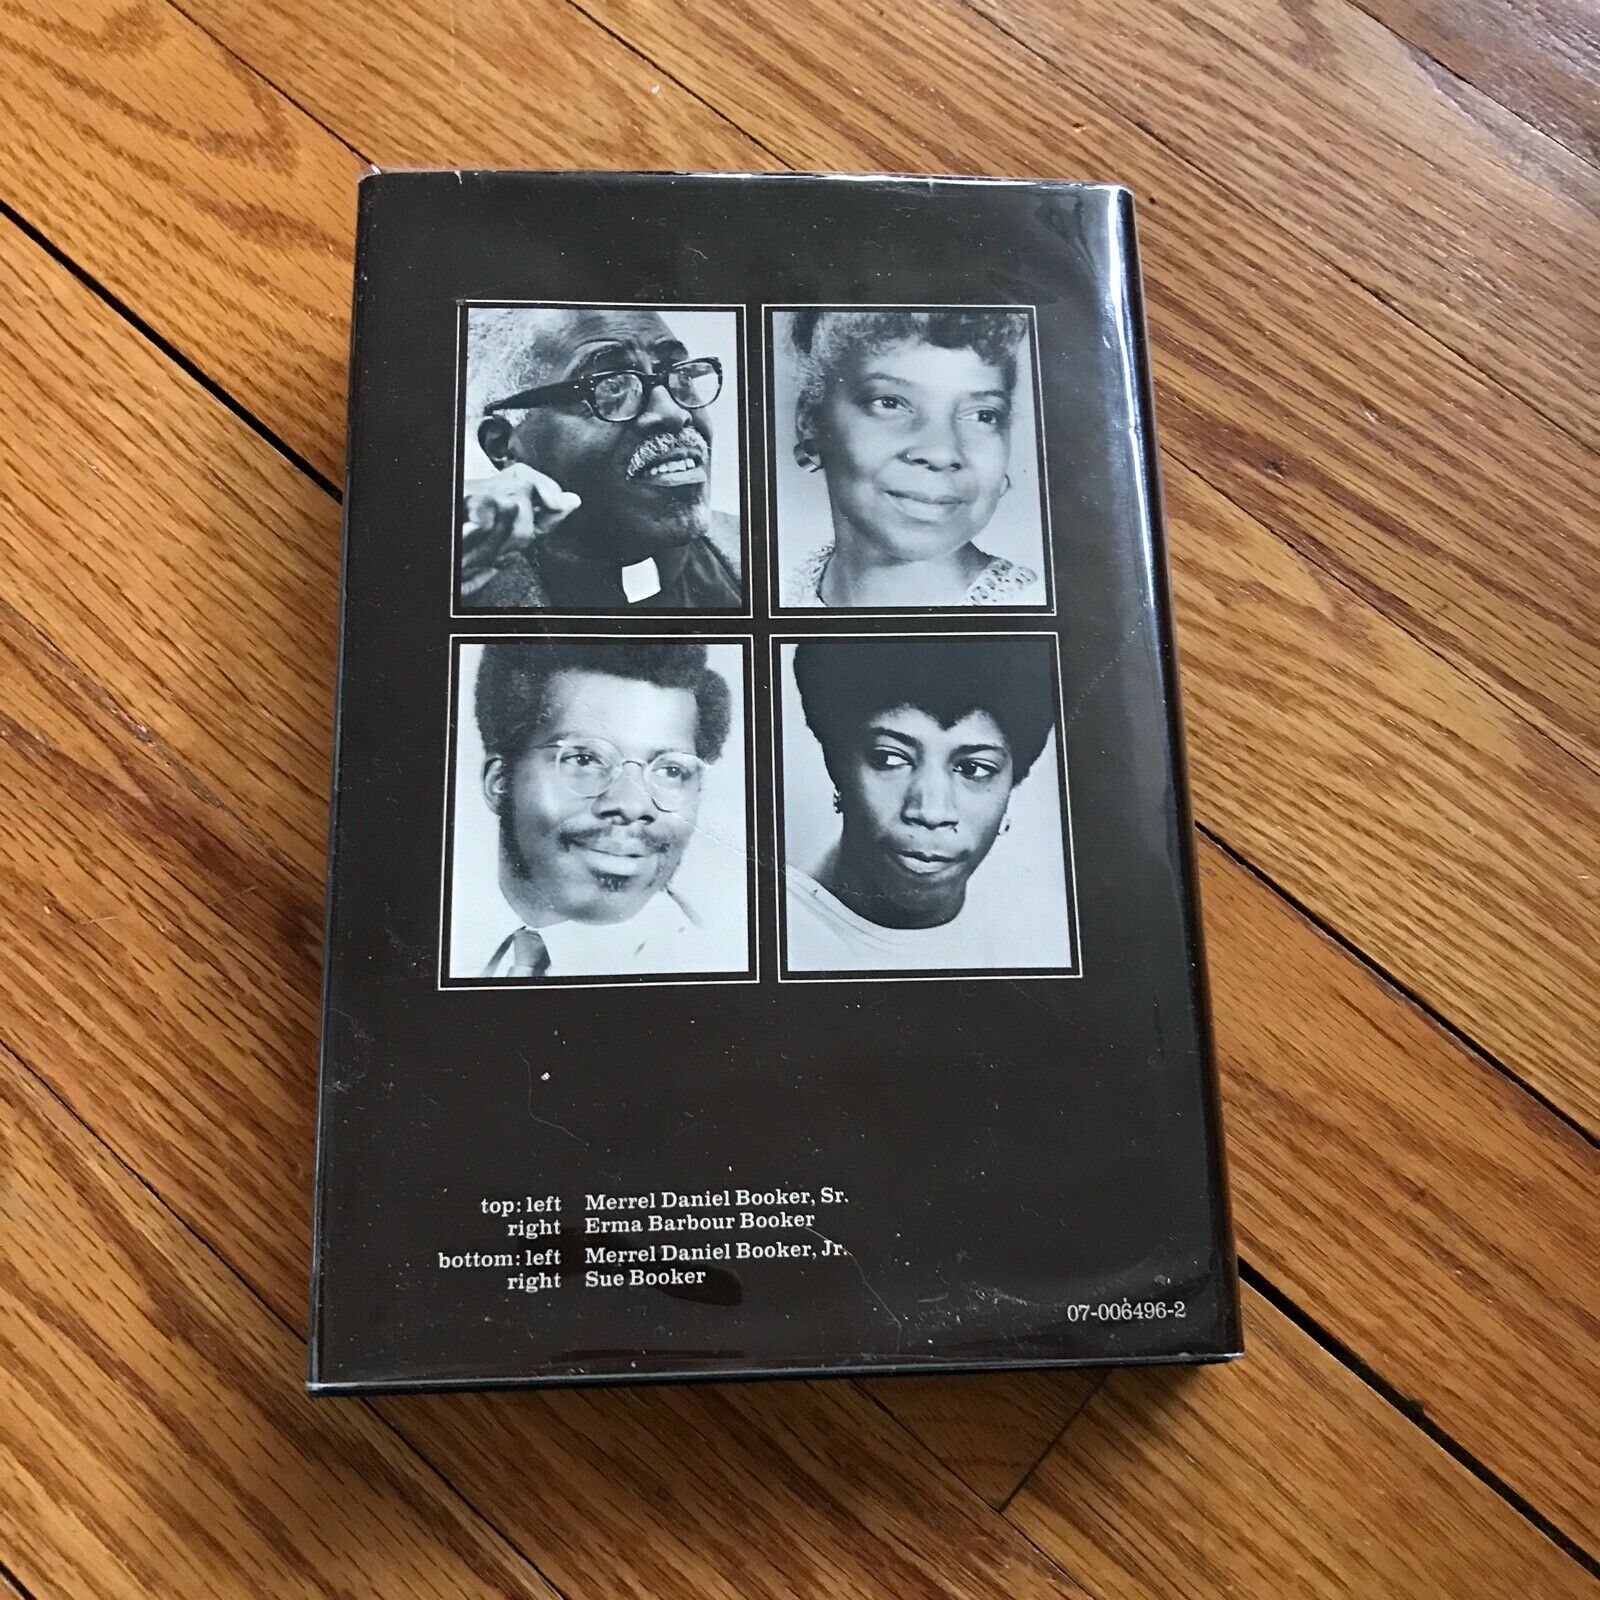 top: left Merrel Daniel Booker, Sr.
right Erma Barbour Booker
bottom: left Merrel Daniel Booker, Jr.
right Sue Booker
07-006496-2